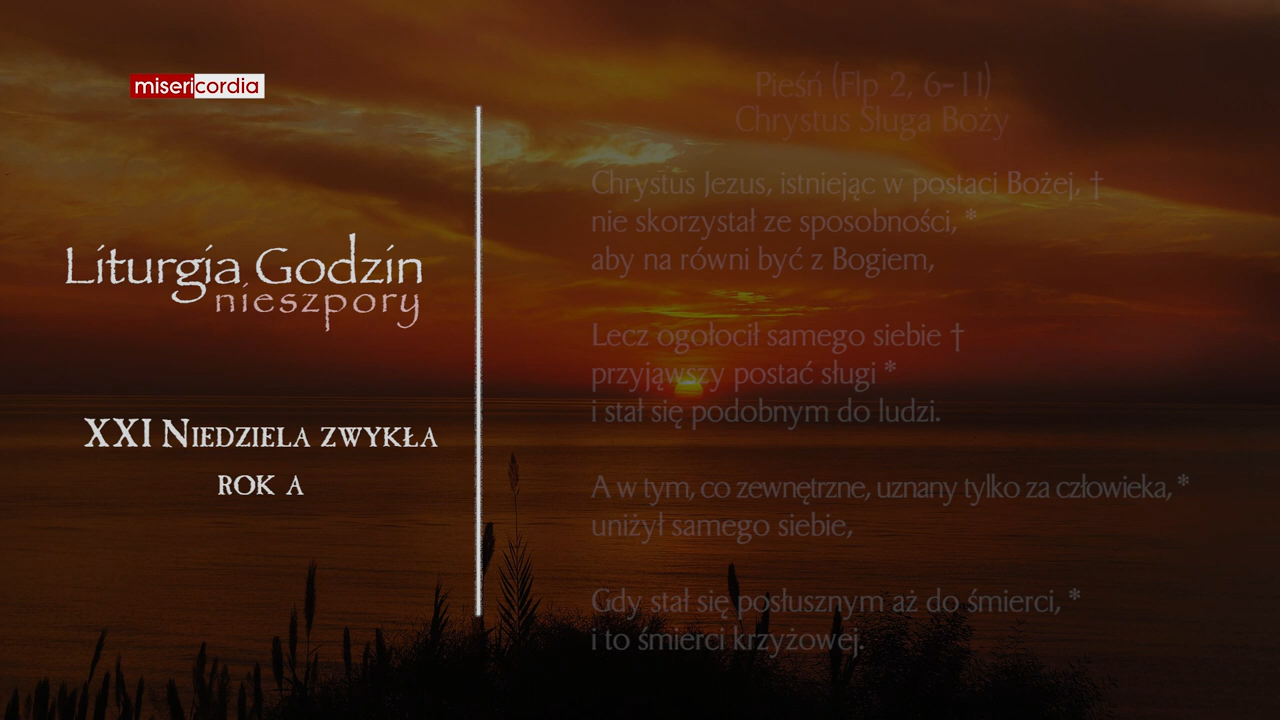 misericordia
Liturgia Godzin
nieszpory
XXI Niedziela zwykła
rok a
Pieśń (Flp 2, 6-11)
Chrystus Sługa Boży
Chrystus Jezus, istniejąc w postaci Bożej, †
nie skorzystał ze sposobności, *
aby na równi być z Bogiem,
Lecz ogołocił samego siebie †
przyjąwszy postać sługi *
i stał się podobnym do ludzi.
A w tym, co zewnętrzne, uznany tylko za człowieka, *
uniżył samego siebie,
Gdy stał się posłusznym aż do śmierci, *
i to śmierci krzyżowej.